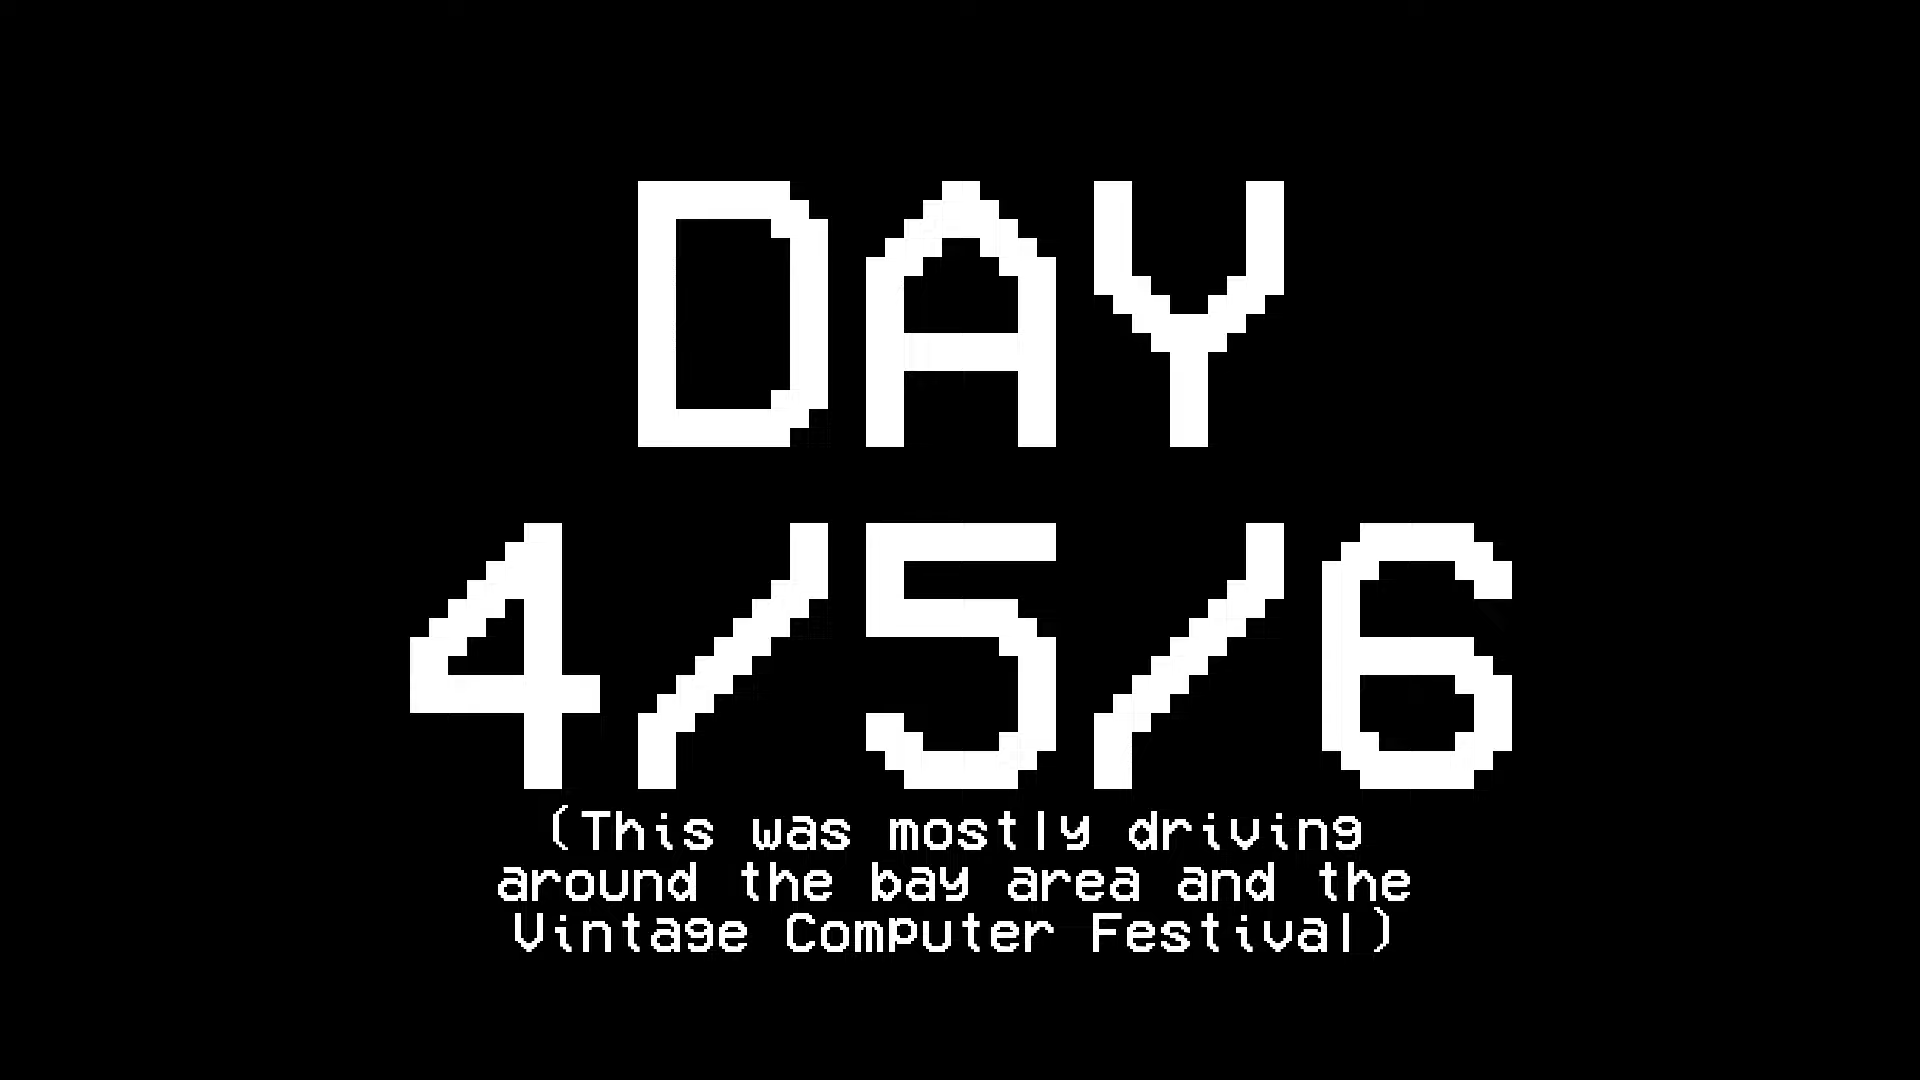 DAY
4/5/6
(This was mostly driving
around the bay area and the
Vintage Computer Festival)